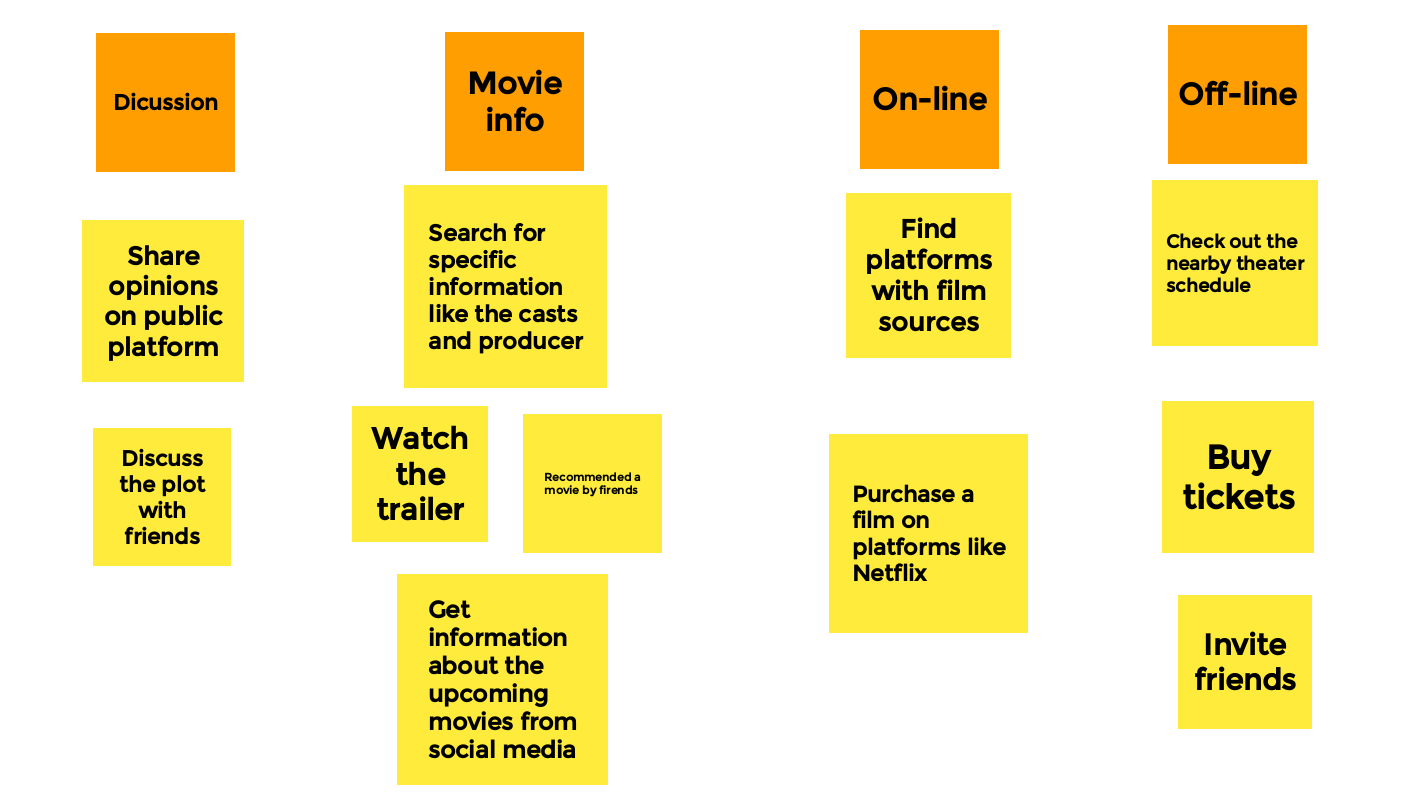 Dicussion
Movie
info
On-line
Off-line
Share
opinions
on public
platform
Discuss
the plot
with
friends
Search for
specific
information
like the casts
and producer
Watch
the
trailer
Recommended a
movie by firends
Get
information
about the
upcoming
movies from
social media
Find
platforms
with film
sources
Purchase a
film on
platforms like
Netflix
Check out the
nearby theater
schedule
Buy
tickets
Invite
friends